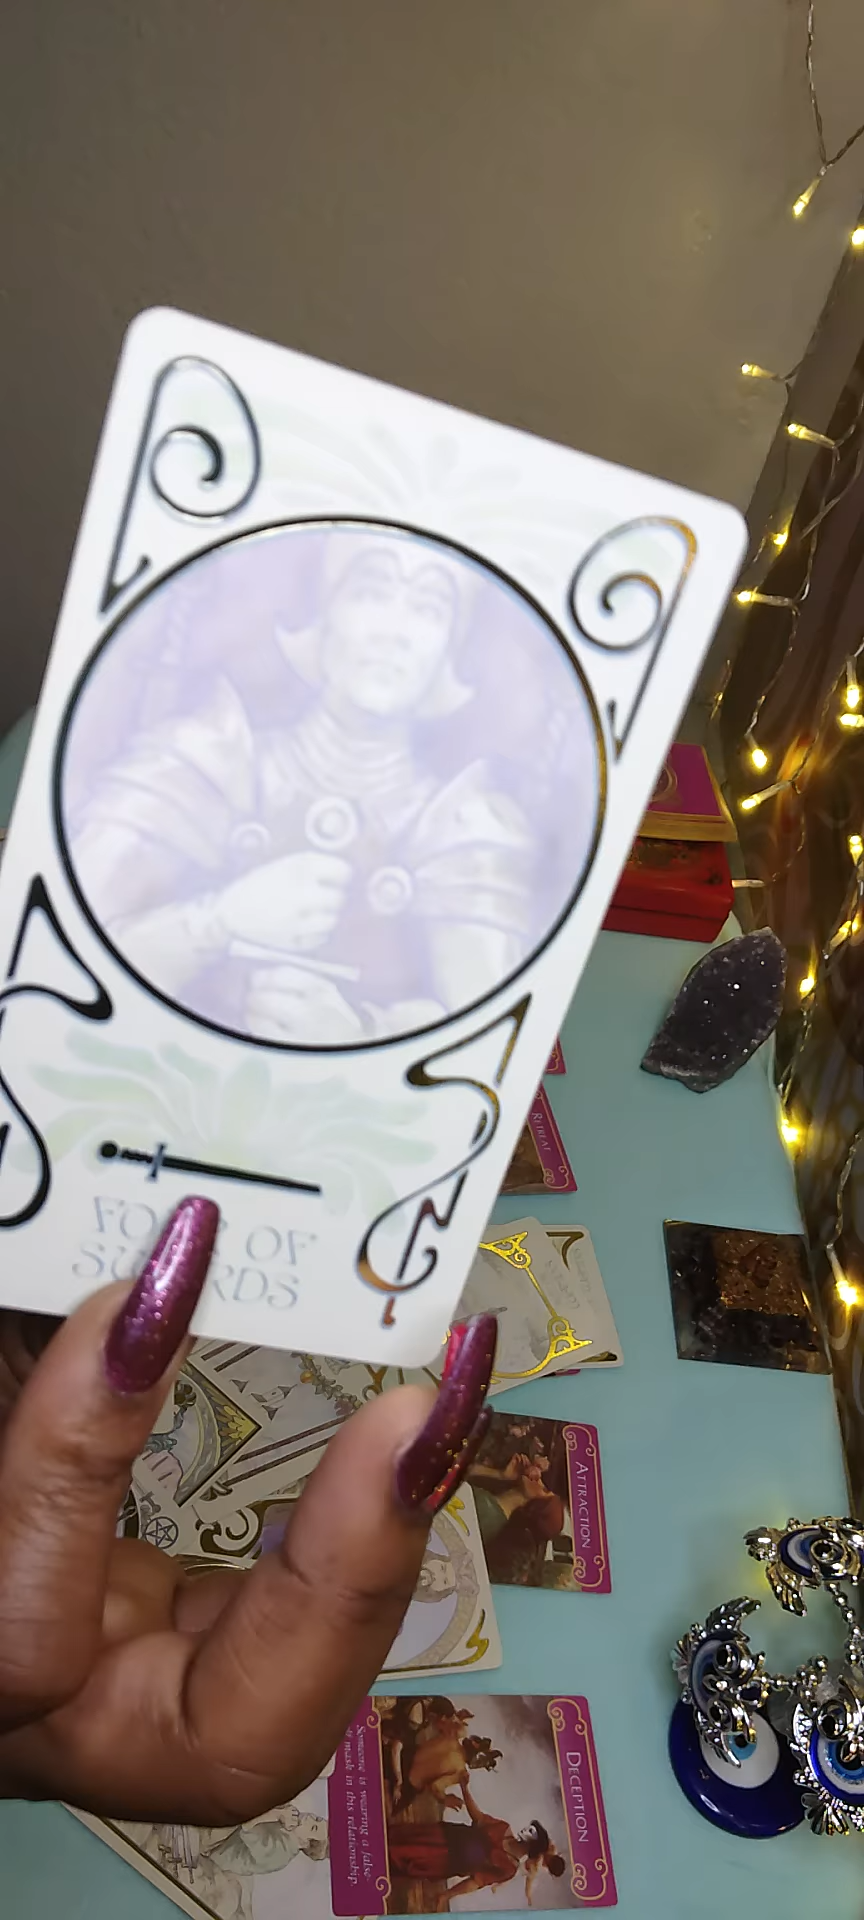 FOUR OF
SWORDS
RETREAT
ATTRACTION
DECEPTION
Someone is wearing a false
mask in this relationship.